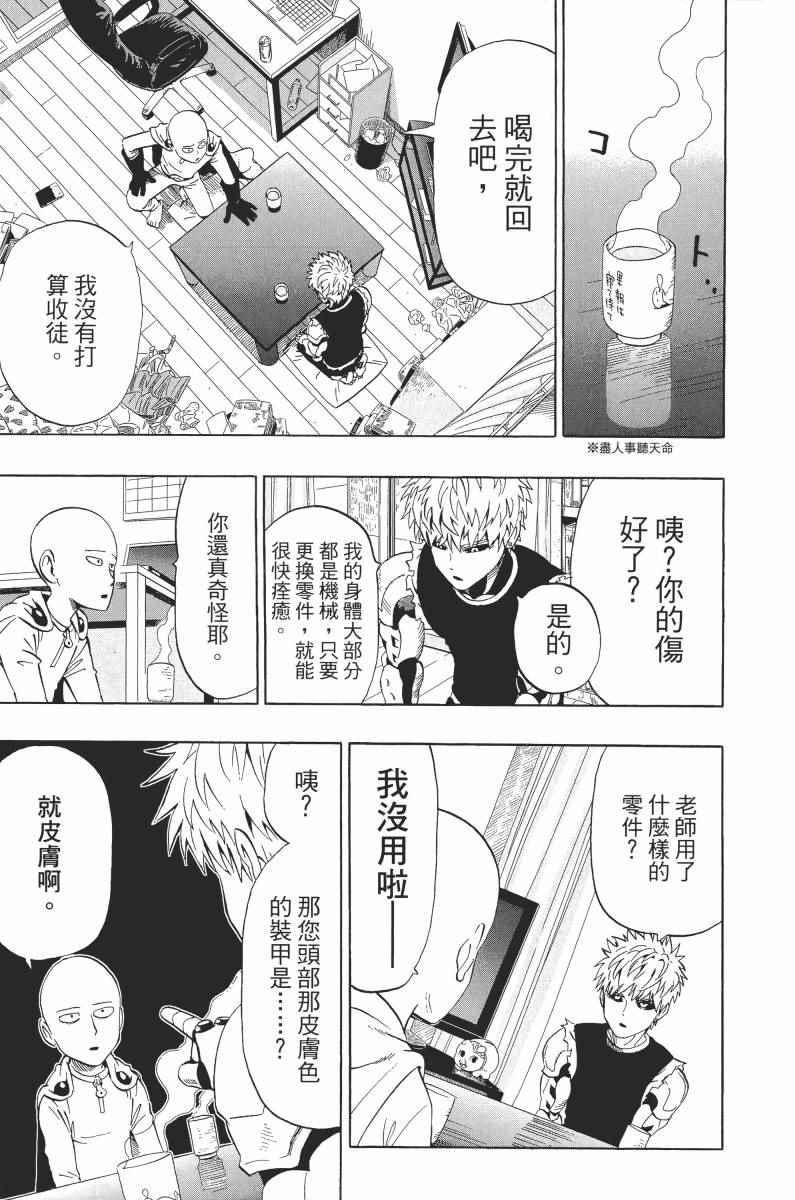 コ
ト…
※盡人事聽天命
喝完就回
去吧，
我沒有打
算收徒。
咦？你的傷
好了？
是的。
我的身體大部分
都是機械，只要
更換零件，就能
很快痊癒。
你還真奇怪耶。
老師用了
什麼樣的
零件？
我沒用啦——
咦？
那您頭部那皮膚色
的裝甲是……？
就皮膚啊。